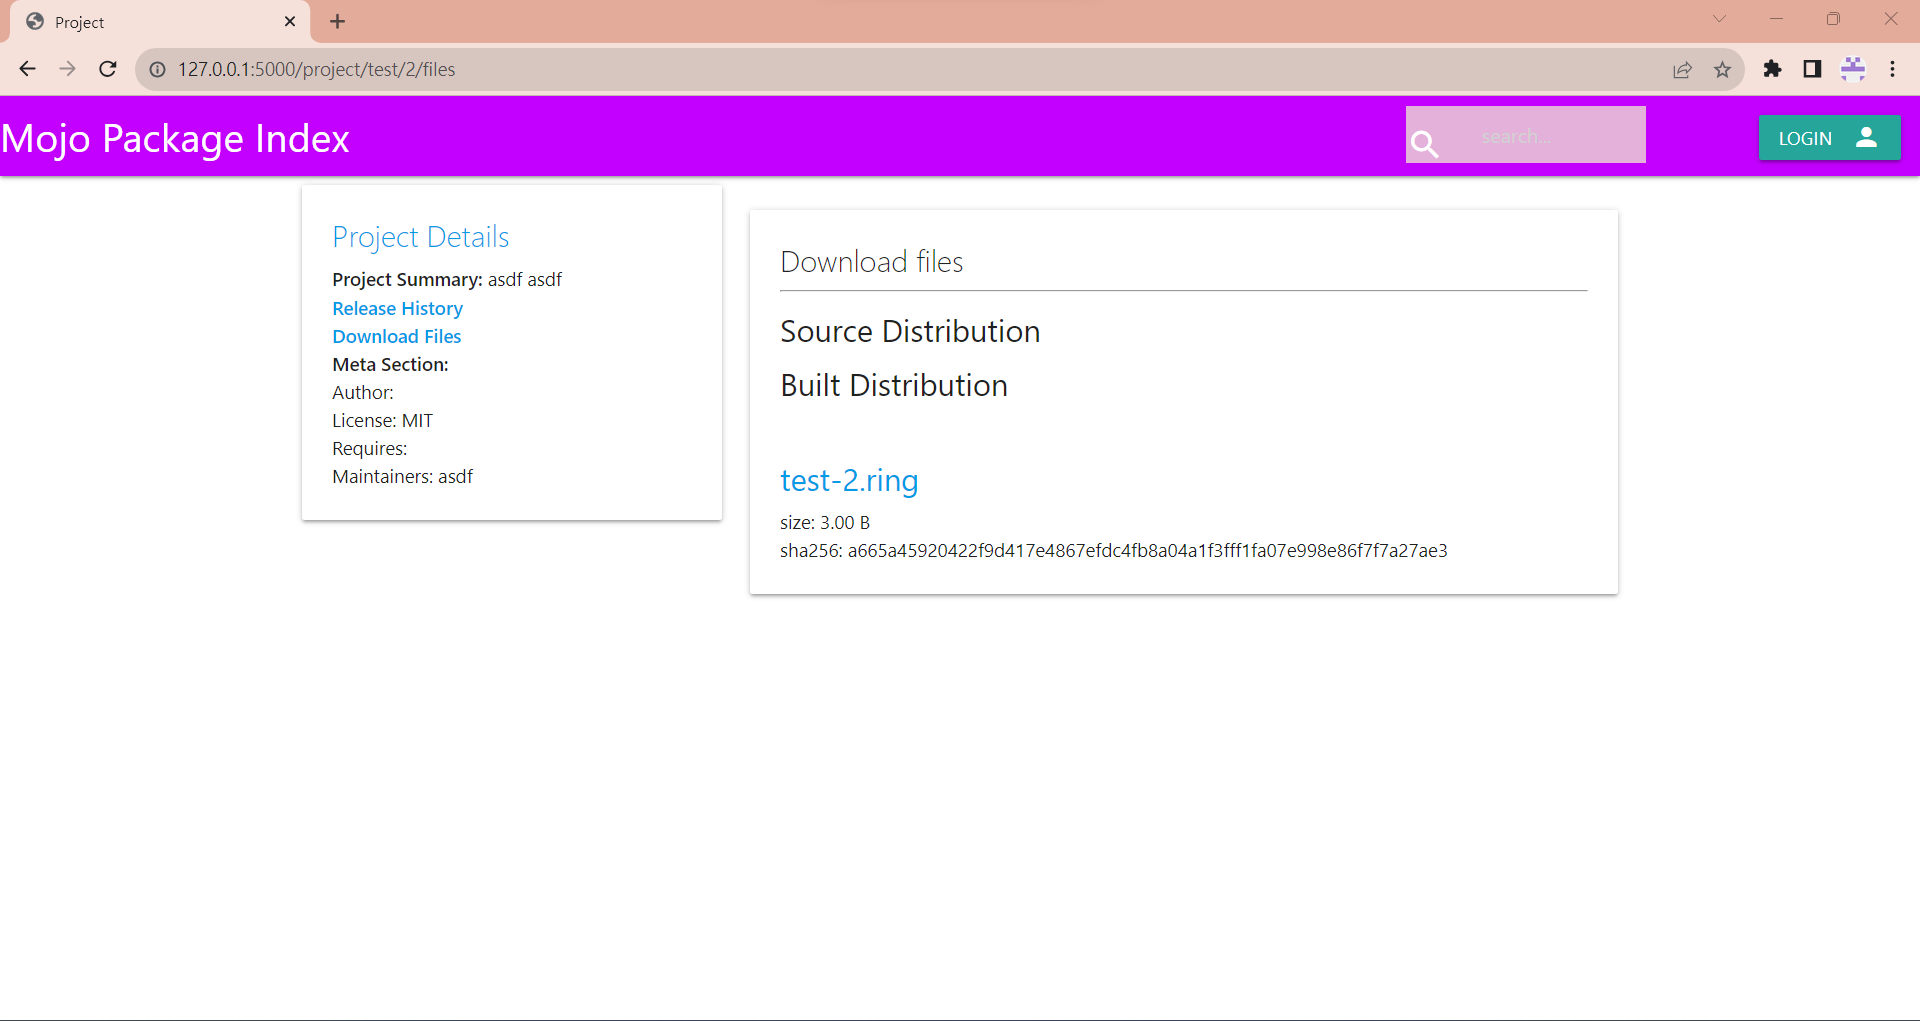 Project
127.0.0.1:5000/project/test/2/files
Mojo Package Index
search...
LOGIN
Project Details
Project Summary: asdf asdf
Release History
Download Files
Meta Section:
Author:
License: MIT
Requires:
Maintainers: asdf
Download files
Source Distribution
Built Distribution
test-2.ring
size: 3.00 B
sha256: a665a45920422f9d417e4867efdc4fb8a04a1f3fff1fa07e998e86f7f7a27ae3